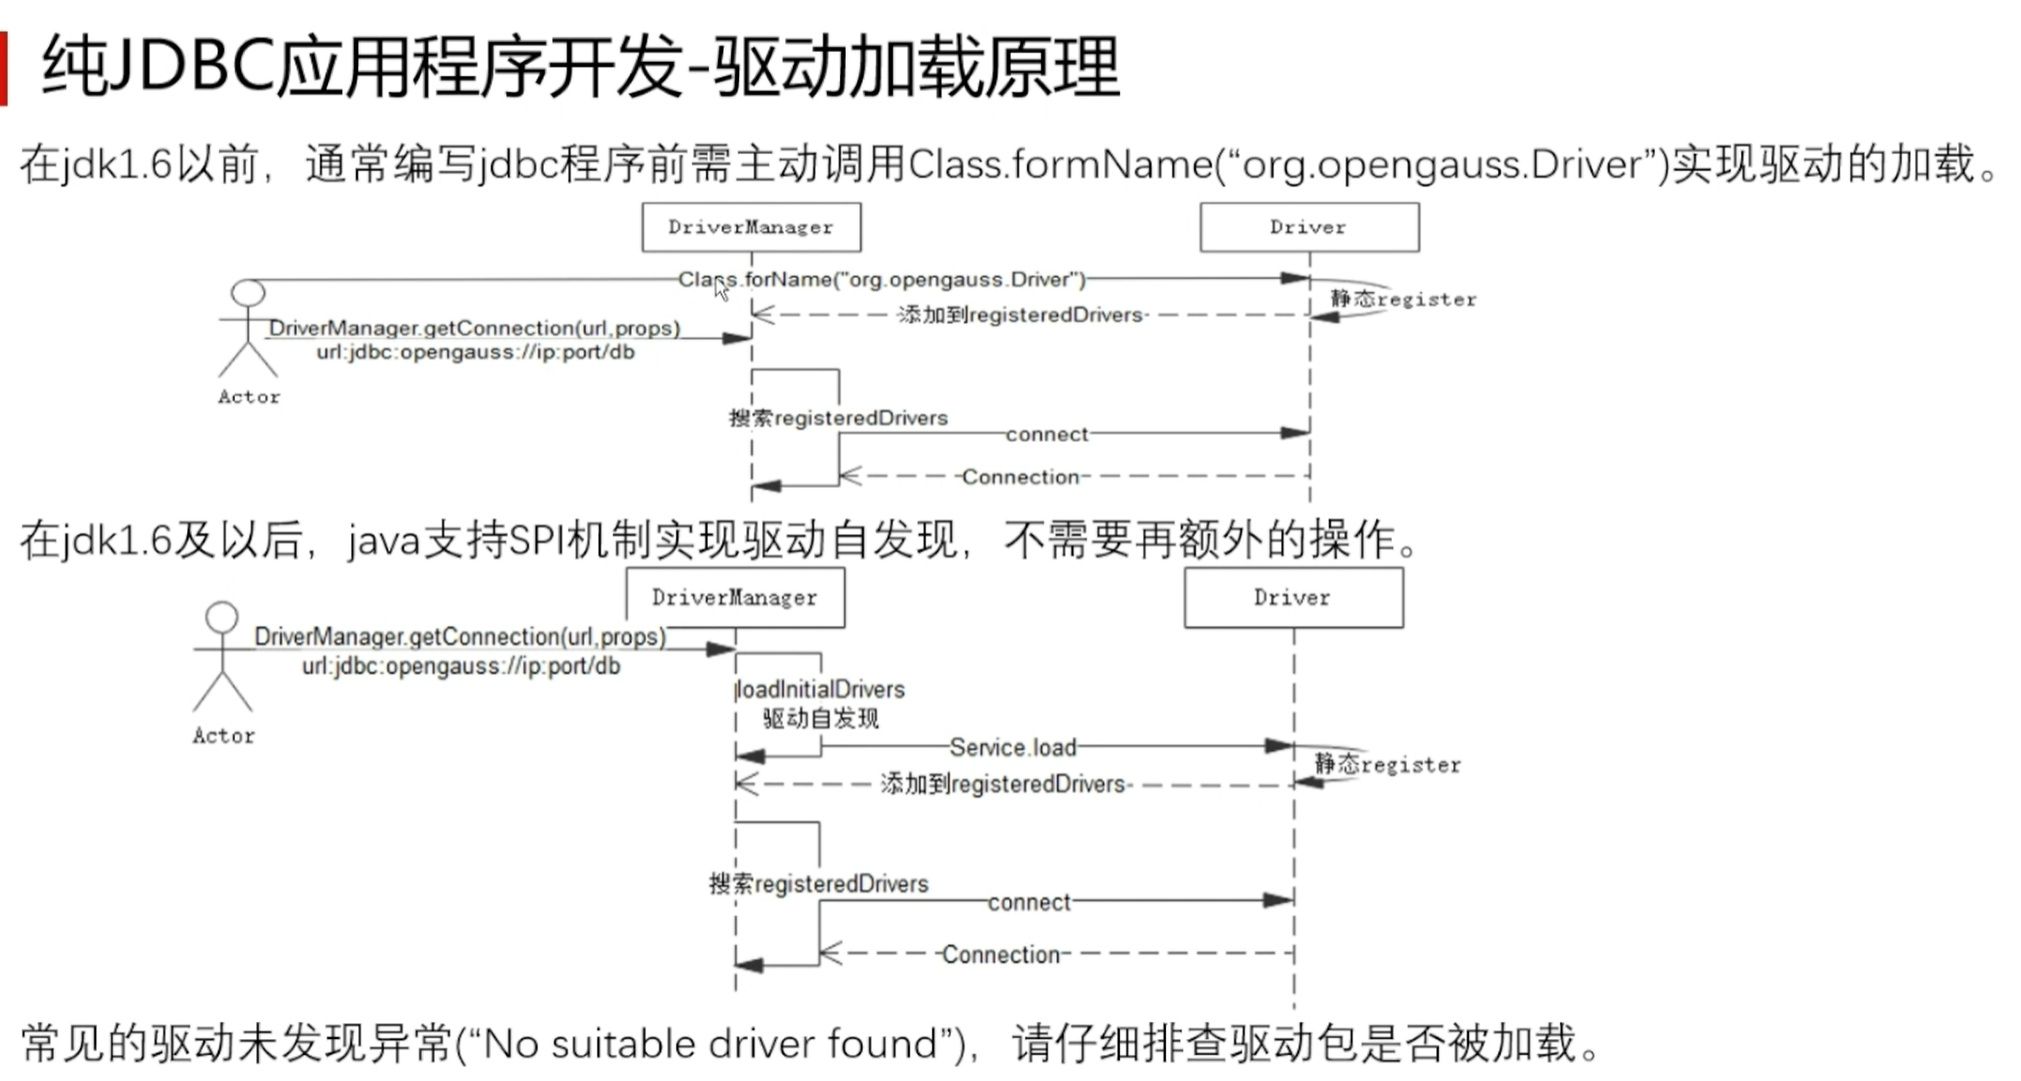 纯JDBC应用程序开发-驱动加载原理
在jdk1.6以前，通常编写jdbc程序前需主动调用Class.formName(“org.opengauss.Driver”)实现驱动的加载。
DriverManager
Driver
Class.forName("org.opengauss.Driver")
静态register
添加到registeredDrivers
DriverManager.getConnection(url,props)
url:jdbc:opengauss://ip:port/db
Actor
搜索registeredDrivers
connect
Connection
在jdk1.6及以后，java支持SPI机制实现驱动自发现，不需要再额外的操作。
DriverManager
Driver
DriverManager.getConnection(url,props)
url:jdbc:opengauss://ip:port/db
Actor
loadInitialDrivers
驱动自发现
Service.load
静态register
添加到registeredDrivers
搜索registeredDrivers
connect
Connection
常见的驱动未发现异常(“No suitable driver found”)，请仔细排查驱动包是否被加载。